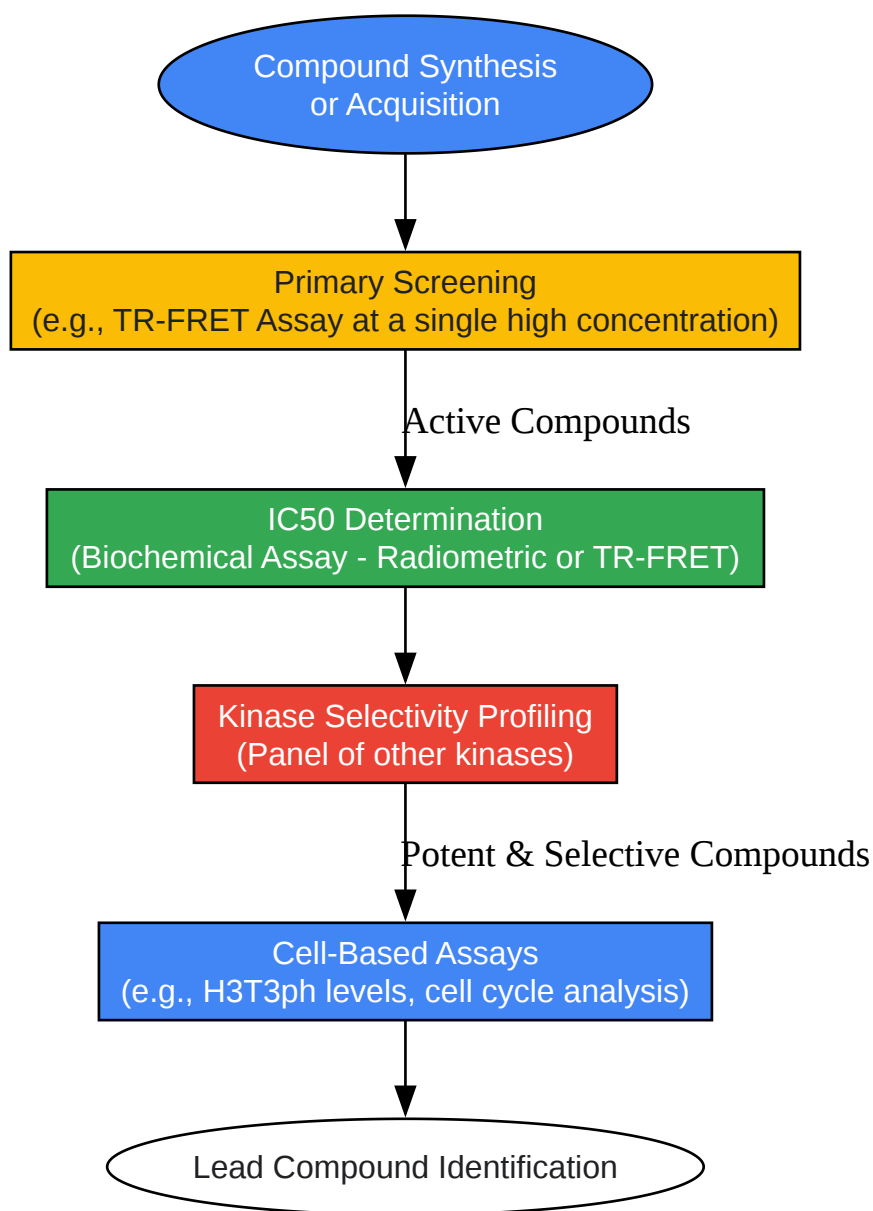 Compound Synthesis
or Acquisition
Primary Screening
(e.g., TR-FRET Assay at a single high concentration)
Active Compounds
IC50 Determination
(Biochemical Assay - Radiometric or TR-FRET)
Kinase Selectivity Profiling
(Panel of other kinases)
Potent & Selective Compounds
Cell-Based Assays
(e.g., H3T3ph levels, cell cycle analysis)
Lead Compound Identification